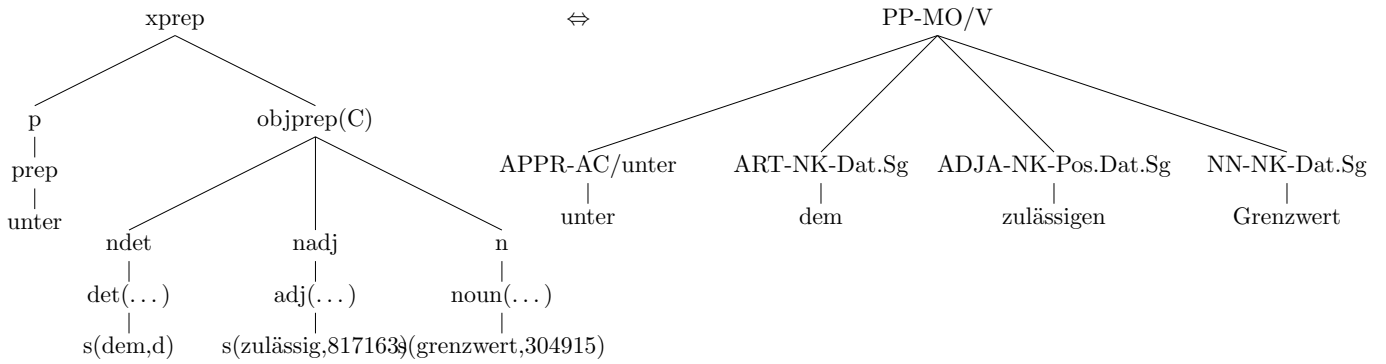 xprep ⇔ PP-MO/V
p objprep(C)
APPR-AC/unter ART-NK-Dat.Sg ADJA-NK-Pos.Dat.Sg NN-NK-Dat.Sg
prep
unter dem zulässigen Grenzwert
unter
ndet nadj n
det(...) adj(...) noun(...)
s(dem,d) s(zulässig,817163) s(grenzwert,304915)